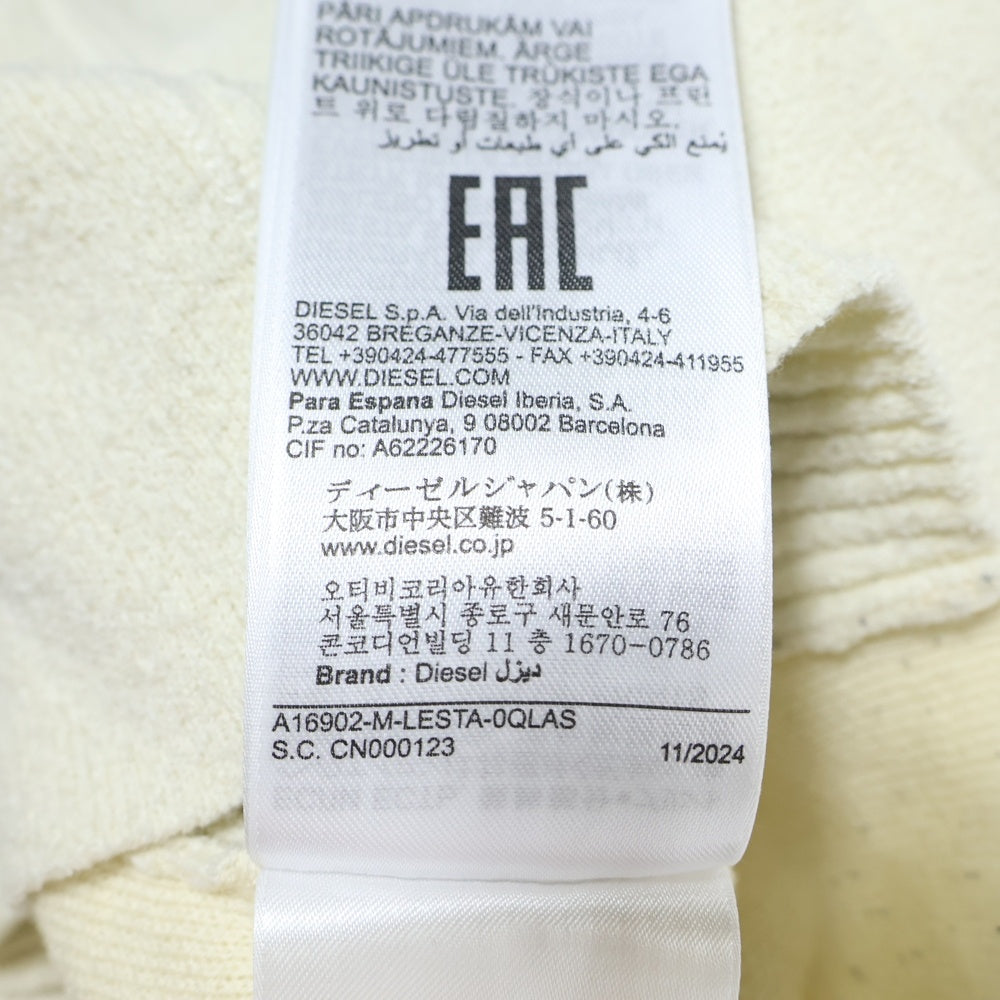 PĀRI APDRUKĀM VAI
ROTĀJUMIEM. ÄRGE
TRIIKIGE ÜLE TRÜKISTE EGA
KAUNISTUSTE. 장식이나 프린
트 위로 다림질하지 마시오.
يُمنع الكي على أي طبعات أو تطريز
EAC
DIESEL S.p.A. Via dell'Industria, 4-6
36042 BREGANZE-VICENZA-ITALY
TEL +390424-477555 - FAX +390424-411955
WWW.DIESEL.COM
Para Espana Diesel Iberia, S.A.
P.za Catalunya, 9 08002 Barcelona
CIF no: A62226170
ディーゼルジャパン(株)
大阪市中央区難波 5-1-60
www.diesel.co.jp
오티비코리아유한회사
서울특별시 종로구 새문안로 76
콘코디언빌딩 11 층 1670-0786
Brand : Diesel ديزل
A16902-M-LESTA-0QLAS
S.C. CN000123 11/2024